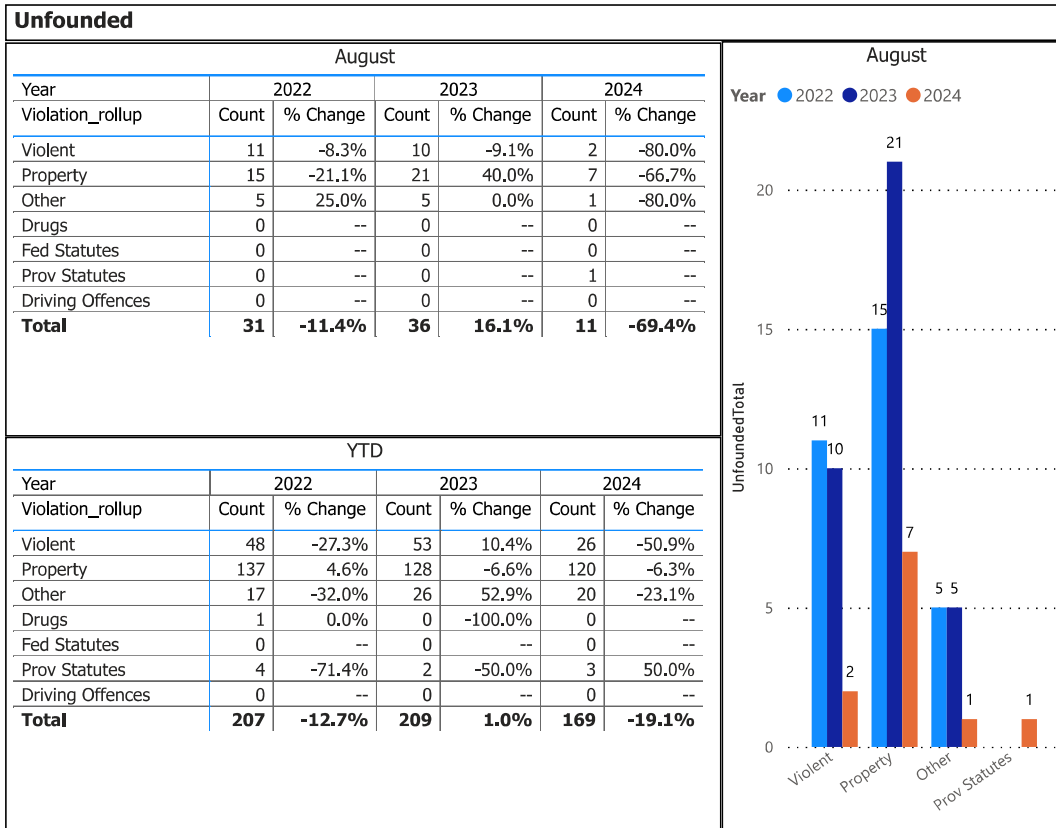 Unfounded
August
Year 2022 2023 2024
Violation_rollup Count % Change Count % Change Count % Change
Violent 11 -8.3% 10 -9.1% 2 -80.0%
Property 15 -21.1% 21 40.0% 7 -66.7%
Other 5 25.0% 5 0.0% 1 -80.0%
Drugs 0 -- 0 -- 0
Fed Statutes 0 -- 0 -- 0
Prov Statutes 0 -- 0 -- 1
Driving Offences 0 -- 0 -- 0
Total 31 -11.4% 36 16.1% 11 -69.4%
YTD
Year 2022 2023 2024
Violation_rollup Count % Change Count % Change Count % Change
Violent 48 -27.3% 53 10.4% 26 -50.9%
Property 137 4.6% 128 -6.6% 120 -6.3%
Other 17 -32.0% 26 52.9% 20 -23.1%
Drugs 1 0.0% 0 -100.0% 0 --
Fed Statutes 0 -- 0 -- 0 --
Prov Statutes 4 -71.4% 2 -50.0% 3 50.0%
Driving Offences 0 -- 0 -- 0 --
Total 207 -12.7% 209 1.0% 169 -19.1%
August
Year 2022 2023 2024
UnfoundedTotal
20
15
10
5
0
11
10
2
15
21
7
5
5
1
1
Violent
Property
Other
Prov Statutes